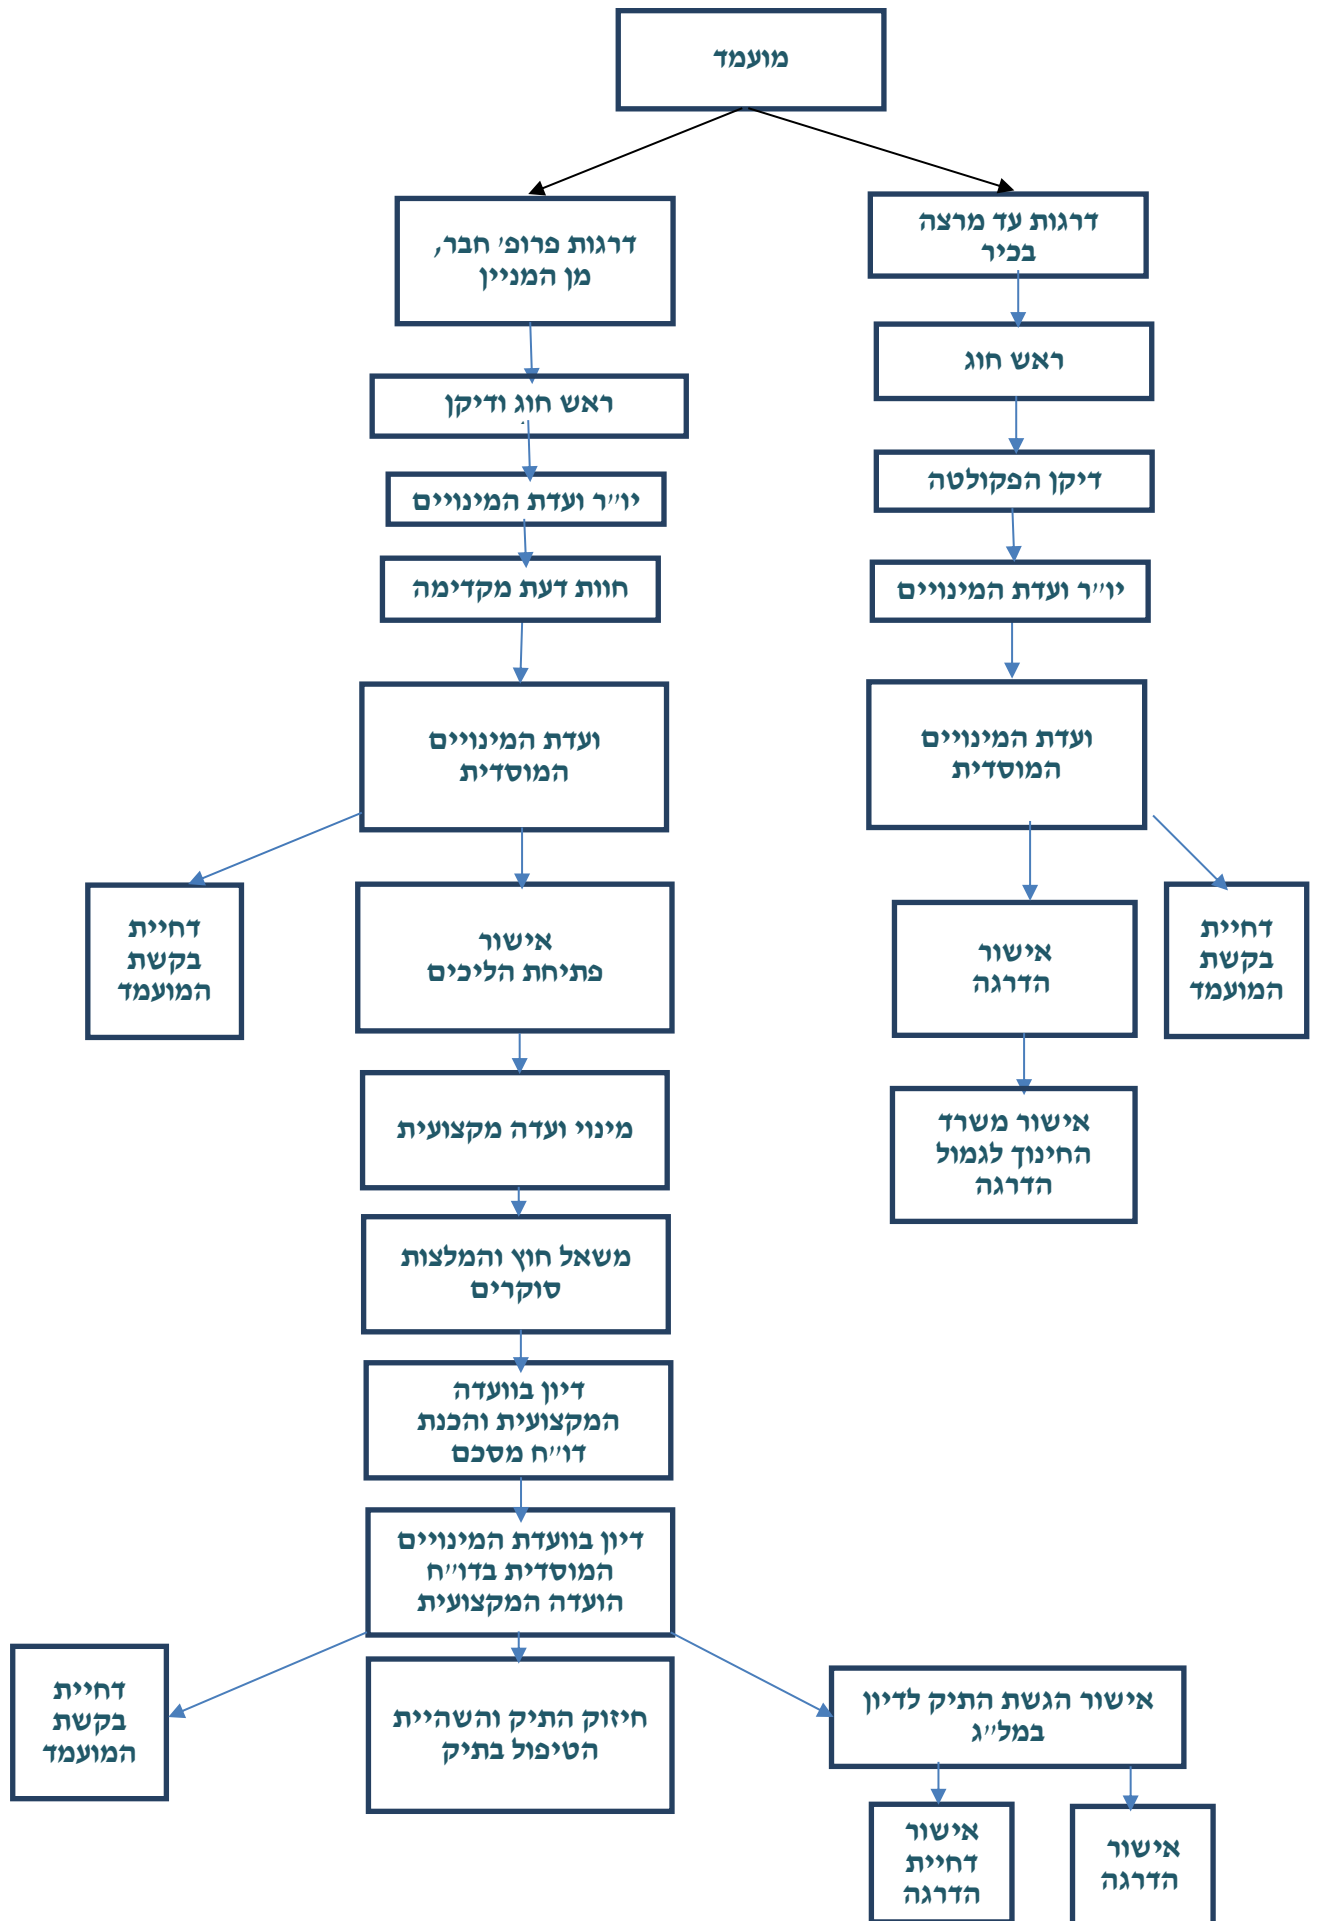 מועמד
דרגות עד מרצה
בכיר
ראש חוג
דיקן הפקולטה
יו״ר ועדת המינויים
ועדת המינויים
המוסדית
דחיית
בקשת
המועמד
אישור
הדרגה
אישור משרד
החינוך לגמול
הדרגה
דרגות פרופ׳ חבר,
מן המניין
ראש חוג ודיקן
יו״ר ועדת המינויים
חוות דעת מקדימה
ועדת המינויים
המוסדית
דחיית
בקשת
המועמד
אישור
פתיחת הליכים
מינוי ועדה מקצועית
משאל חוץ והמלצות
סוקרים
דיון בוועדה
המקצועית והכנת
דו״ח מסכם
דיון בוועדת המינויים
המוסדית בדו״ח
הועדה המקצועית
אישור הגשת התיק לדיון
במל״ג
חיזוק התיק והשהיית
הטיפול בתיק
דחיית
בקשת
המועמד
אישור
הדרגה
אישור
דחיית
הדרגה